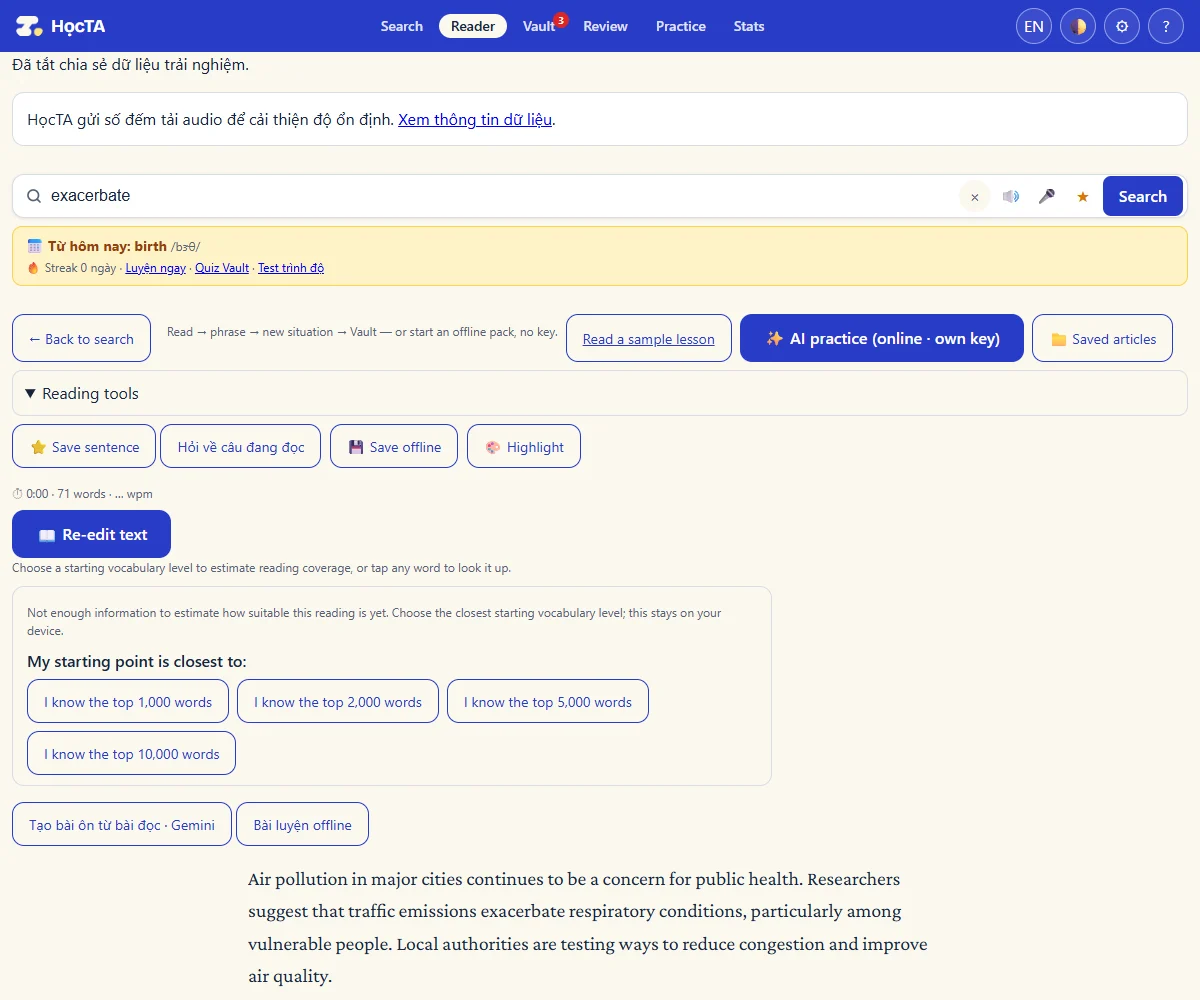 HọcTA
Search Reader Vault 3 Review Practice Stats EN ?
Đã tắt chia sẻ dữ liệu trải nghiệm.
HọcTA gửi số đếm tải audio để cải thiện độ ổn định. Xem thông tin dữ liệu.
exacerbate × Search
Từ hôm nay: birth /bɝθ/
Streak 0 ngày · Luyện ngay · Quiz Vault · Test trình độ
← Back to search Read → phrase → new situation → Vault — or start an offline pack, no key. Read a sample lesson ✨ AI practice (online · own key) Saved articles
▼ Reading tools
Save sentence Hỏi về câu đang đọc Save offline Highlight
⏱ 0:00 · 71 words · ... wpm
Re-edit text
Choose a starting vocabulary level to estimate reading coverage, or tap any word to look it up.
Not enough information to estimate how suitable this reading is yet. Choose the closest starting vocabulary level; this stays on your
device.
My starting point is closest to:
I know the top 1,000 words I know the top 2,000 words I know the top 5,000 words
I know the top 10,000 words
Tạo bài ôn từ bài đọc · Gemini Bài luyện offline
Air pollution in major cities continues to be a concern for public health. Researchers
suggest that traffic emissions exacerbate respiratory conditions, particularly among
vulnerable people. Local authorities are testing ways to reduce congestion and improve
air quality.